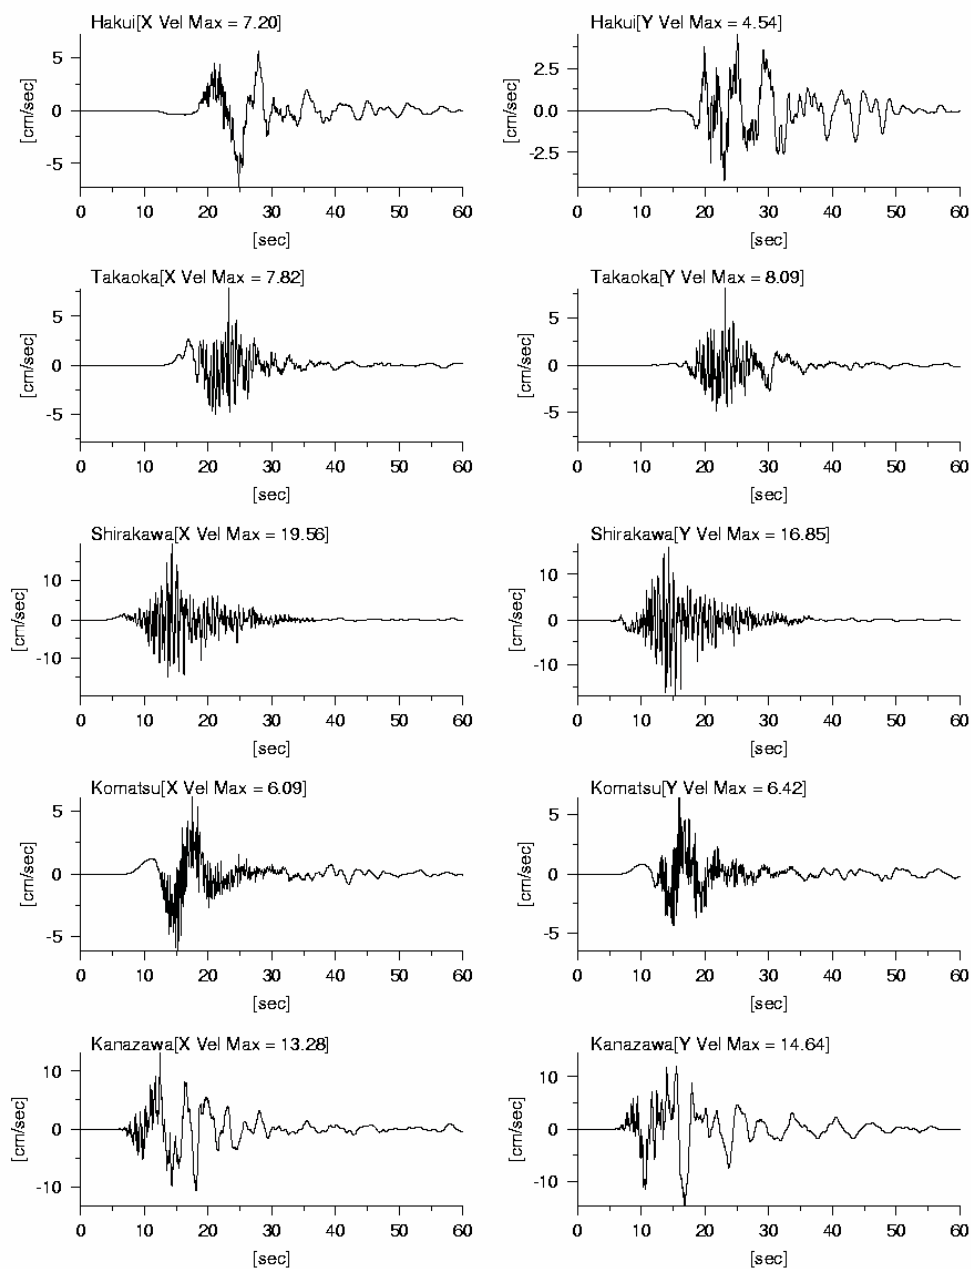 Hakui[X Vel Max = 7.20]
[cm/sec]
5
0
-5
0 10 20 30 40 50 60
[sec]
Hakui[Y Vel Max = 4.54]
[cm/sec]
2.5
0.0
-2.5
0 10 20 30 40 50 60
[sec]
Takaoka[X Vel Max = 7.82]
[cm/sec]
5
0
-5
0 10 20 30 40 50 60
[sec]
Takaoka[Y Vel Max = 8.09]
[cm/sec]
5
0
-5
0 10 20 30 40 50 60
[sec]
Shirakawa[X Vel Max = 19.56]
[cm/sec]
10
0
-10
0 10 20 30 40 50 60
[sec]
Shirakawa[Y Vel Max = 16.85]
[cm/sec]
10
0
-10
0 10 20 30 40 50 60
[sec]
Komatsu[X Vel Max = 6.09]
[cm/sec]
5
0
-5
0 10 20 30 40 50 60
[sec]
Komatsu[Y Vel Max = 6.42]
[cm/sec]
5
0
-5
0 10 20 30 40 50 60
[sec]
Kanazawa[X Vel Max = 13.28]
[cm/sec]
10
0
-10
0 10 20 30 40 50 60
[sec]
Kanazawa[Y Vel Max = 14.64]
[cm/sec]
10
0
-10
0 10 20 30 40 50 60
[sec]